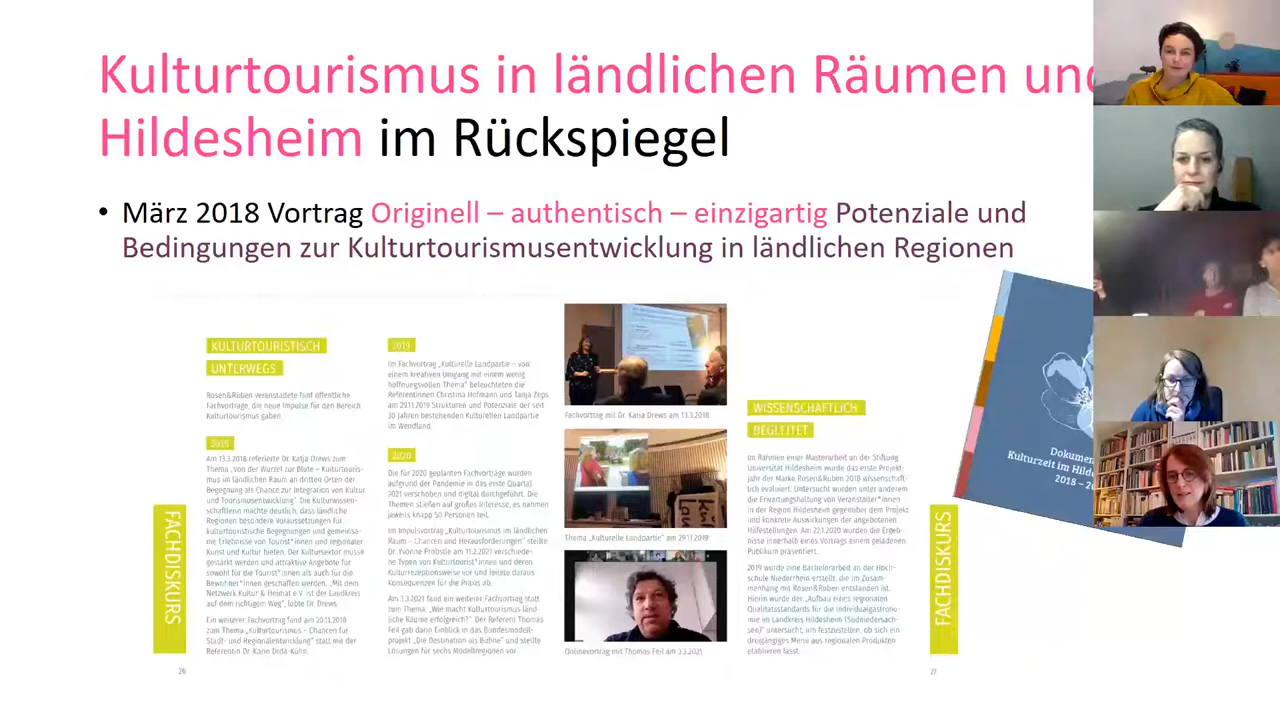 Kulturtourismus in ländlichen Räumen und
Hildesheim im Rückspiegel
• März 2018 Vortrag Originell – authentisch – einzigartig Potenziale und
Bedingungen zur Kulturtourismusentwicklung in ländlichen Regionen
KULTURTOURISTISCH
UNTERWEGS
Rosen&Rüben veranstaltete fünf öffentliche
Fachvorträge, die neue Impulse für den Bereich
Kulturtourismus gaben.
2018
Am 13.3.2018 referierte Dr. Katja Drews zum
Thema „Von der Wurzel zur Blüte – Kulturtouris-
mus im ländlichen Raum an dritten Orten der
Begegnung als Chance zur Integration von Kultur
und Tourismusentwicklung". Die Kulturwissen-
schaftlerin machte deutlich, dass ländliche
Regionen besondere Voraussetzungen für
kulturtouristische Begegnungen und gemeinsa-
me Erlebnisse von Tourist*innen und regionaler
Kunst und Kultur bieten. Der Kultursektor müsse
gestärkt werden und attraktive Angebote für
sowohl für die Tourist*innen als auch für die
Bewohner*innen geschaffen werden. „Mit dem
Netzwerk Kultur & Heimat e.V. ist der Landkreis
auf dem richtigen Weg", lobte Dr. Drews.
Ein weiterer Fachvortrag fand am 20.11.2018
zum Thema „Kulturtourismus – Chancen für
Stadt- und Regionalentwicklung" statt mit der
Referentin Dr. Karin Drda-Kühn.
FACHDISKURS
26
2019
Im Fachvortrag „Kulturelle Landpartie – von
einem kreativen Umgang mit einem wenig
hoffnungsvollen Thema" beleuchteten die
Referentinnen Christina Hofmann und Tanja Zeps
am 29.11.2019 Strukturen und Potenziale der seit
30 Jahren bestehenden Kulturellen Landpartie
im Wendland.
2020
Die für 2020 geplanten Fachvorträge wurden
aufgrund der Pandemie in das erste Quartal
2021 verschoben und digital durchgeführt. Die
Themen stießen auf großes Interesse, es nahmen
jeweils knapp 50 Personen teil.
Im Impulsvortrag „Kulturtourismus im ländlichen
Raum – Chancen und Herausforderungen" stellte
Dr. Yvonne Pröbstle am 11.2.2021 verschiede-
ne Typen von Kulturtourist*innen und deren
Kulturrezeptionsweise vor und leitete daraus
Konsequenzen für die Praxis ab.
Am 3.3.2021 fand ein weiterer Fachvortrag statt
zum Thema: „Wie macht Kulturtourismus länd-
liche Räume erfolgreich?". Der Referent Thomas
Feil gab darin Einblick in das Bundesmodell-
projekt „Die Destination als Bühne" und stellte
Lösungen für sechs Modellregionen vor.
Fachvortrag mit Dr. Katja Drews am 13.3.2018
Thema „Kulturelle Landpartie" am 29.11.2019
Onlinevortrag mit Thomas Feil am 3.3.2021
WISSENSCHAFTLICH
BEGLEITET
Im Rahmen einer Masterarbeit an der Stiftung
Universität Hildesheim wurde das erste Projekt-
jahr der Marke Rosen&Rüben 2018 wissenschaft-
lich evaluiert. Untersucht wurden unter anderem
die Erwartungshaltung von Veranstalter*innen
in der Region Hildesheim gegenüber dem Projekt
und konkrete Auswirkungen der angebotenen
Hilfestellungen. Am 22.1.2020 wurden die Ergeb-
nisse innerhalb eines Vortrags einem geladenen
Publikum präsentiert.
2019 wurde eine Bachelorarbeit an der Hoch-
schule Niederrhein erstellt, die im Zusam-
menhang mit Rosen&Rüben entstanden ist.
Hierin wurde der „Aufbau eines regionalen
Qualitätsstandards für die Individualgastrono-
mie im Landkreis Hildesheim (Südniedersach-
sen)" untersucht, um festzustellen, ob sich ein
dreigängiges Menü aus regionalen Produkten
etablieren lässt.
FACHDISKURS
27
Dokumen
Kulturzeit im Hild
2018 – 2